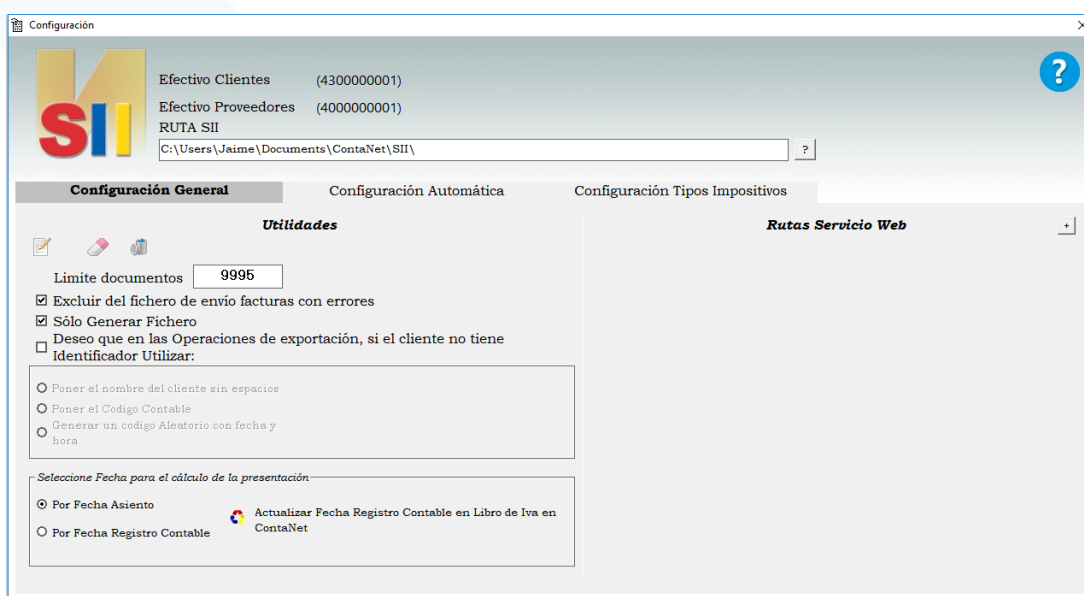 Configuración
SII
Efectivo Clientes (4300000001)
Efectivo Proveedores (4000000001)
RUTA SII
C:\Users\Jaime\Documents\ContaNet\SII\
?
?
Configuración General
Configuración Automática
Configuración Tipos Impositivos
Utilidades
Rutas Servicio Web
+
Limite documentos 9995
Excluir del fichero de envío facturas con errores
Sólo Generar Fichero
Deseo que en las Operaciones de exportación, si el cliente no tiene
Identificador Utilizar:
Poner el nombre del cliente sin espacios
Poner el Codigo Contable
Generar un codigo Aleatorio con fecha y
hora
Seleccione Fecha para el cálculo de la presentación
Por Fecha Asiento
Por Fecha Registro Contable
Actualizar Fecha Registro Contable en Libro de Iva en
ContaNet